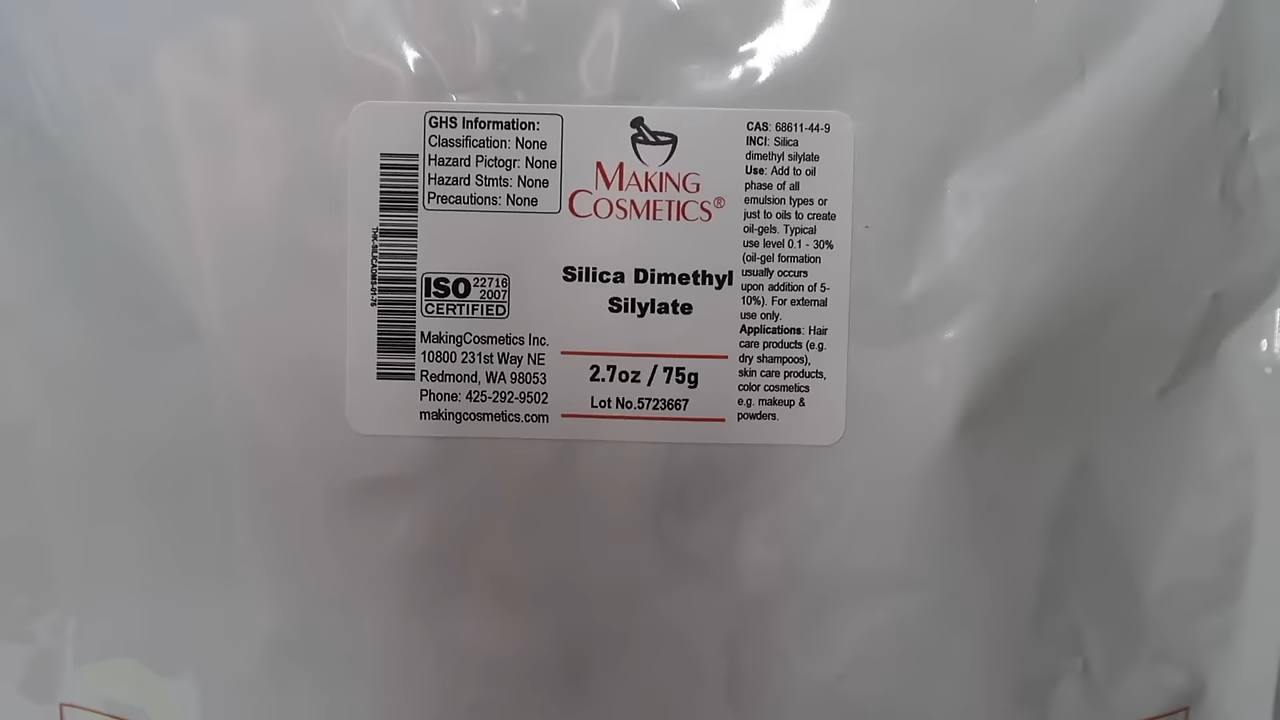 GHS Information:
Classification: None
Hazard Pictogr: None
Hazard Stmts: None
Precautions: None
THK-SILICADMS-01-75
ISO 22716
2007
CERTIFIED
MakingCosmetics Inc.
10800 231st Way NE
Redmond, WA 98053
Phone: 425-292-9502
makingcosmetics.com
MAKING
COSMETICS®
Silica Dimethyl
Silylate
2.7oz / 75g
Lot No.5723667
CAS: 68611-44-9
INCI: Silica
dimethyl silylate
Use: Add to oil
phase of all
emulsion types or
just to oils to create
oil-gels. Typical
use level 0.1 - 30%
(oil-gel formation
usually occurs
upon addition of 5-
10%). For external
use only.
Applications: Hair
care products (e.g.
dry shampoos),
skin care products,
color cosmetics
e.g. makeup &
powders.